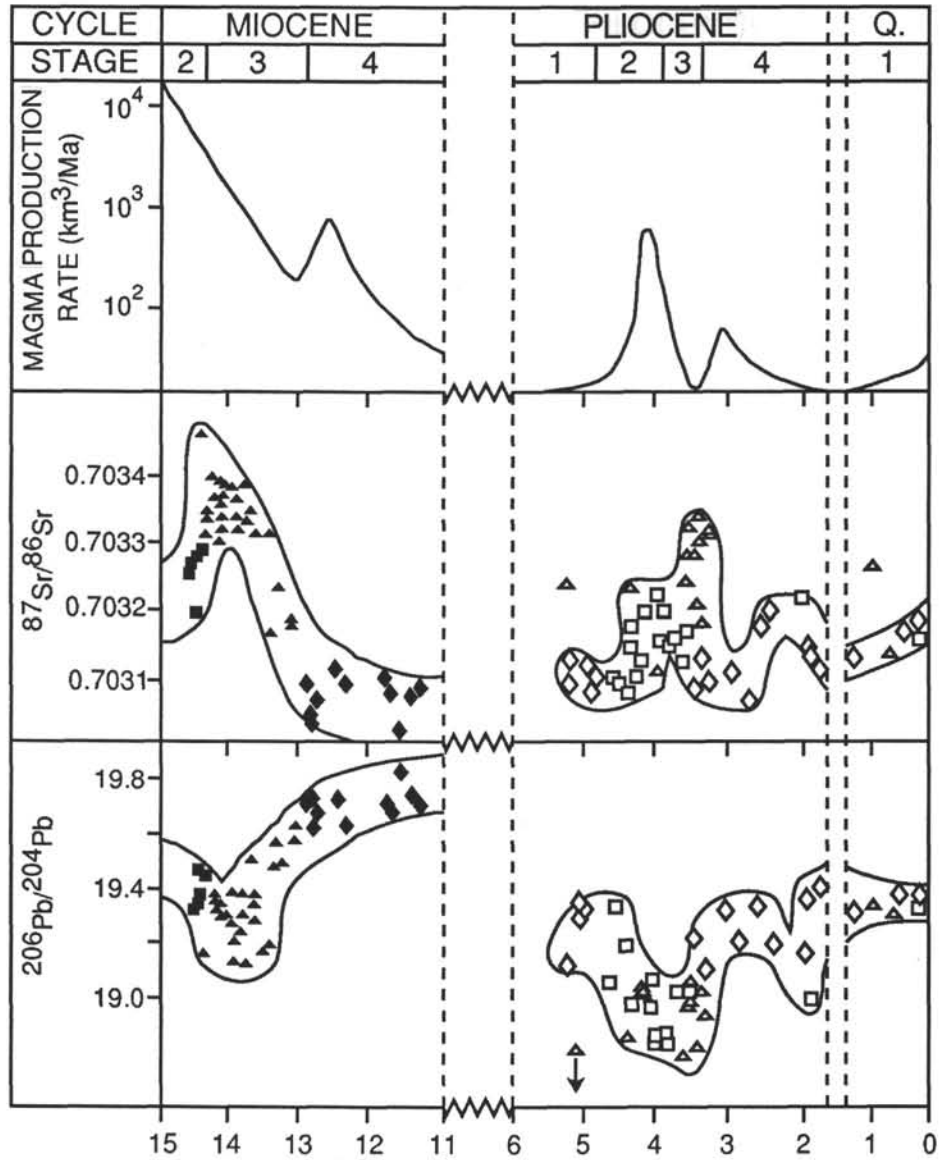 CYCLE MIOCENE PLIOCENE Q.
STAGE 2 3 4 1 2 3 4 1
MAGMA PRODUCTION
RATE (km³/Ma)
10⁴
10³
10²
87Sr/86Sr
0.7034
0.7033
0.7032
0.7031
206Pb/204Pb
19.8
19.4
19.0
15 14 13 12 11 6 5 4 3 2 1 0